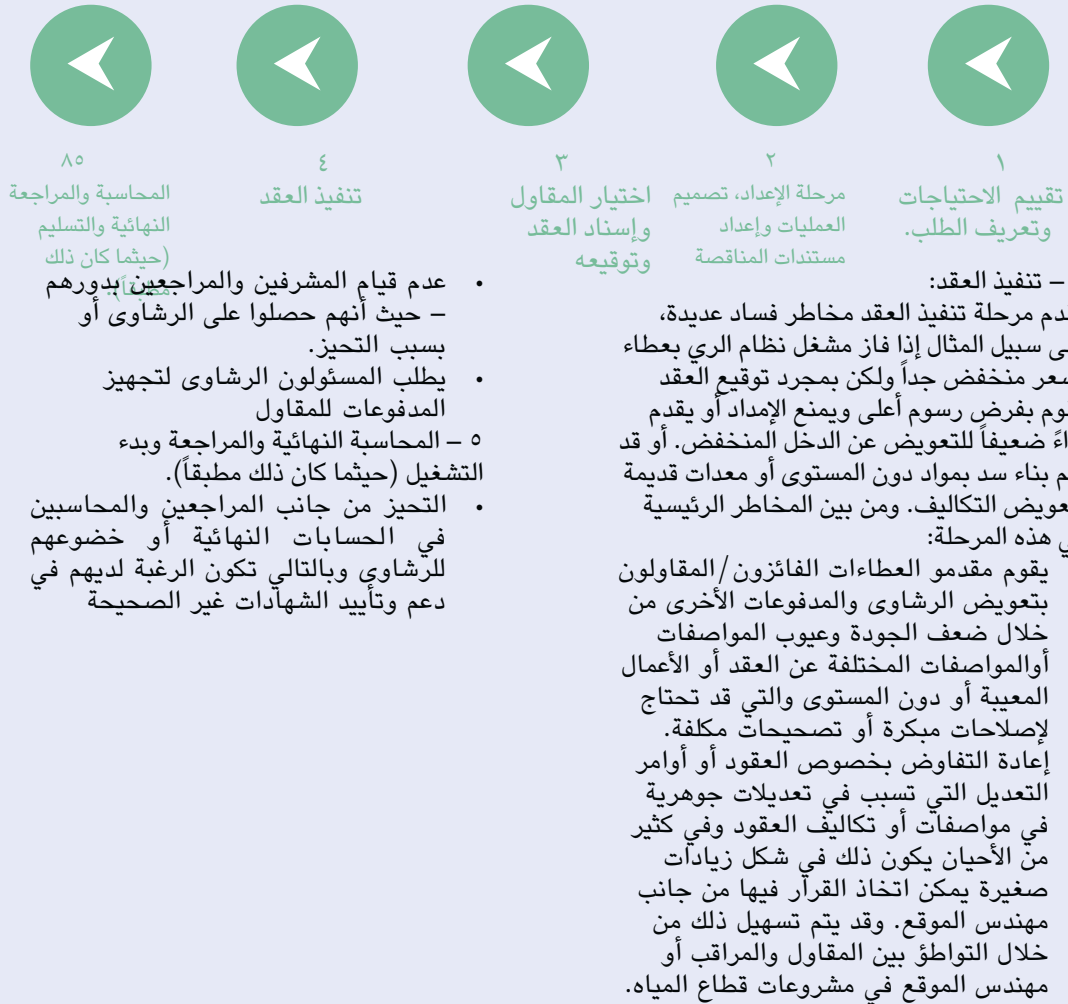 ١
تقييم الاحتياجات
وتعريف الطلب.
٢
مرحلة الإعداد، تصميم
العمليات وإعداد
مستندات المناقصة
٣
اختيار المقاول
وإسناد العقد
وتوقيعه
٤
تنفيذ العقد
٨٥
المحاسبة والمراجعة
النهائية والتسليم
(حيثما كان ذلك
مطبقاً).
– تنفيذ العقد:
دم مرحلة تنفيذ العقد مخاطر فساد عديدة،
ى سبيل المثال إذا فاز مشغل نظام الري بعطاء
سعر منخفض جداً ولكن بمجرد توقيع العقد
وم بفرض رسوم أعلى ويمنع الإمداد أو يقدم
اءً ضعيفاً للتعويض عن الدخل المنخفض. أو قد
م بناء سد بمواد دون المستوى أو معدات قديمة
عويض التكاليف. ومن بين المخاطر الرئيسية
ي هذه المرحلة:
يقوم مقدمو العطاءات الفائزون/المقاولون
بتعويض الرشاوى والمدفوعات الأخرى من
خلال ضعف الجودة وعيوب المواصفات
أوالمواصفات المختلفة عن العقد أو الأعمال
المعيبة أو دون المستوى والتي قد تحتاج
لإصلاحات مبكرة أو تصحيحات مكلفة.
إعادة التفاوض بخصوص العقود أو أوامر
التعديل التي تسبب في تعديلات جوهرية
في مواصفات أو تكاليف العقود وفي كثير
من الأحيان يكون ذلك في شكل زيادات
صغيرة يمكن اتخاذ القرار فيها من جانب
مهندس الموقع. وقد يتم تسهيل ذلك من
خلال التواطؤ بين المقاول والمراقب أو
مهندس الموقع في مشروعات قطاع المياه.
• عدم قيام المشرفين والمراجعين بدورهم
– حيث أنهم حصلوا على الرشاوى أو
بسبب التحيز.
• يطلب المسئولون الرشاوى لتجهيز
المدفوعات للمقاول
٥ – المحاسبة النهائية والمراجعة وبدء
التشغيل (حيثما كان ذلك مطبقاً).
• التحيز من جانب المراجعين والمحاسبين
في الحسابات النهائية أو خضوعهم
للرشاوى وبالتالي تكون الرغبة لديهم في
دعم وتأييد الشهادات غير الصحيحة